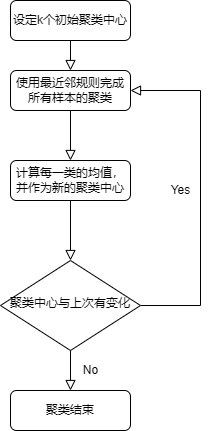 设定k个初始聚类中心
使用最近邻规则完成
所有样本的聚类
计算每一类的均值，
并作为新的聚类中心
Yes
聚类中心与上次有变化
No
聚类结束